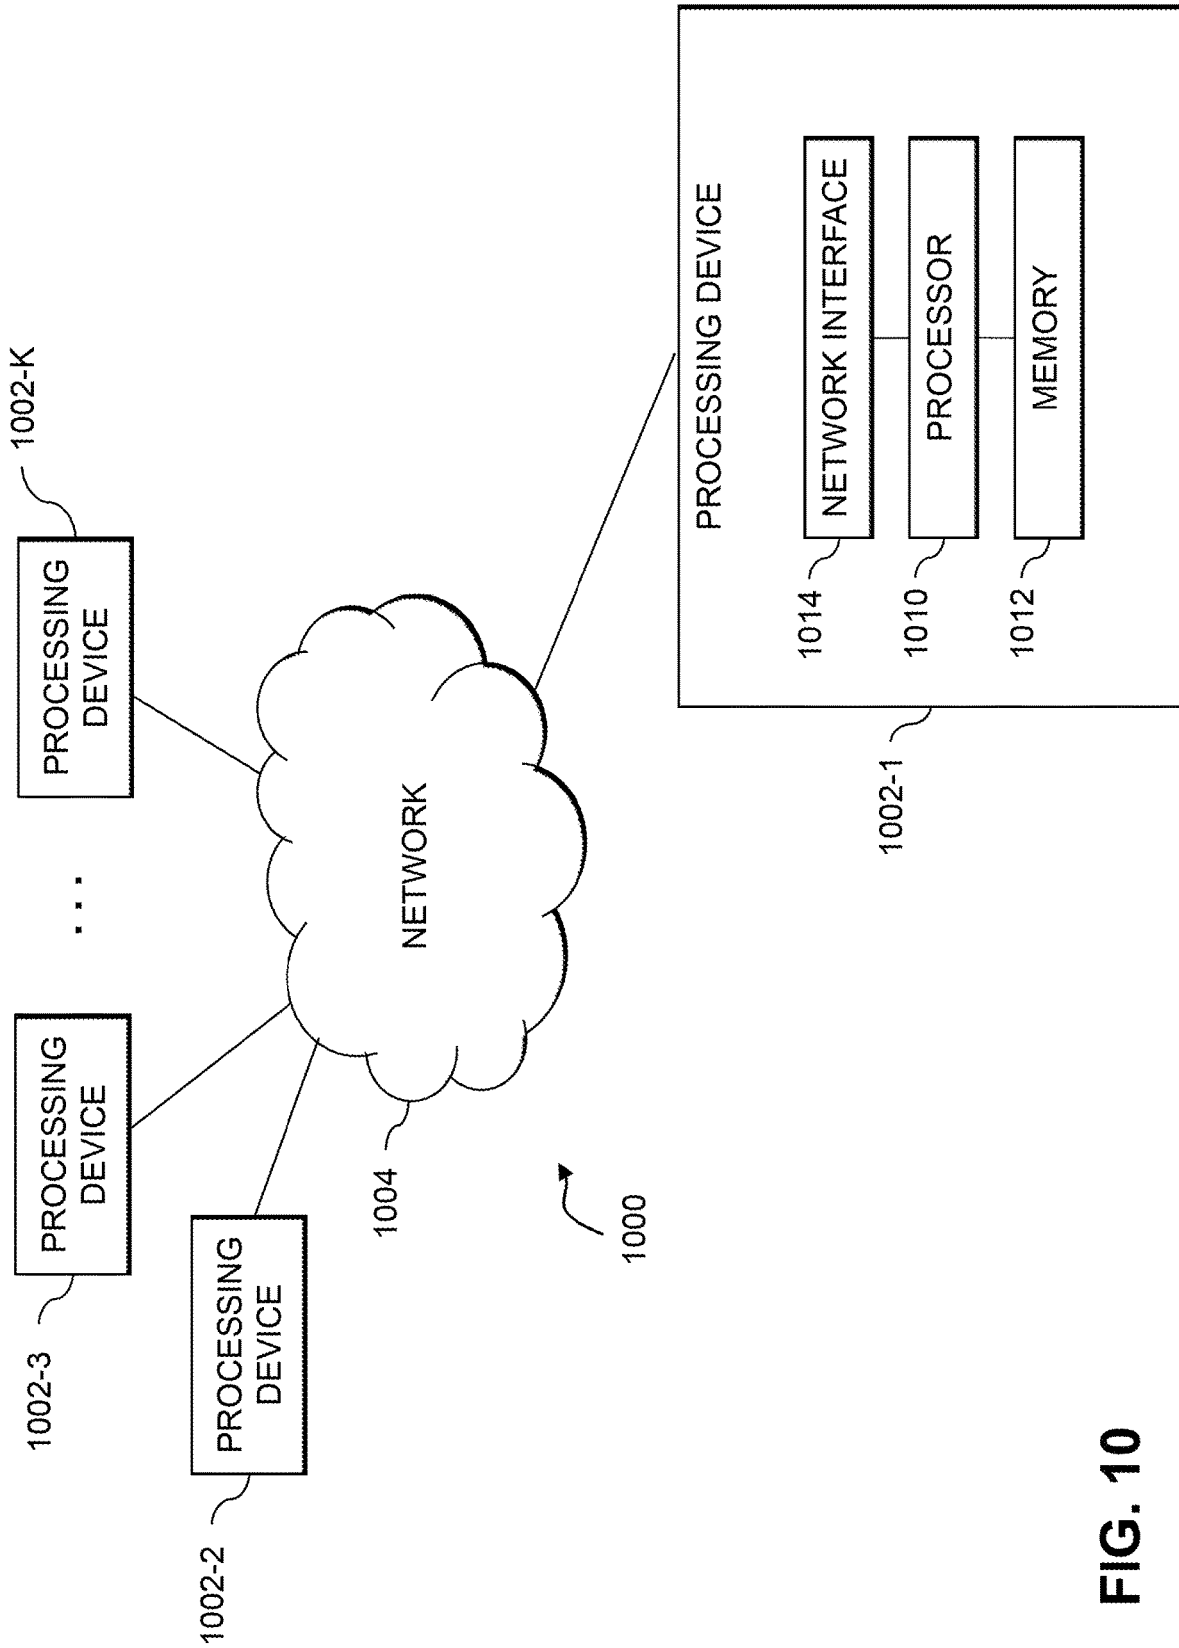 1000
1002-2
PROCESSING
DEVICE
1002-3
PROCESSING
DEVICE
...
PROCESSING
DEVICE
1002-K
1004
NETWORK
1002-1
PROCESSING DEVICE
1014
NETWORK INTERFACE
1010
PROCESSOR
1012
MEMORY
FIG. 10